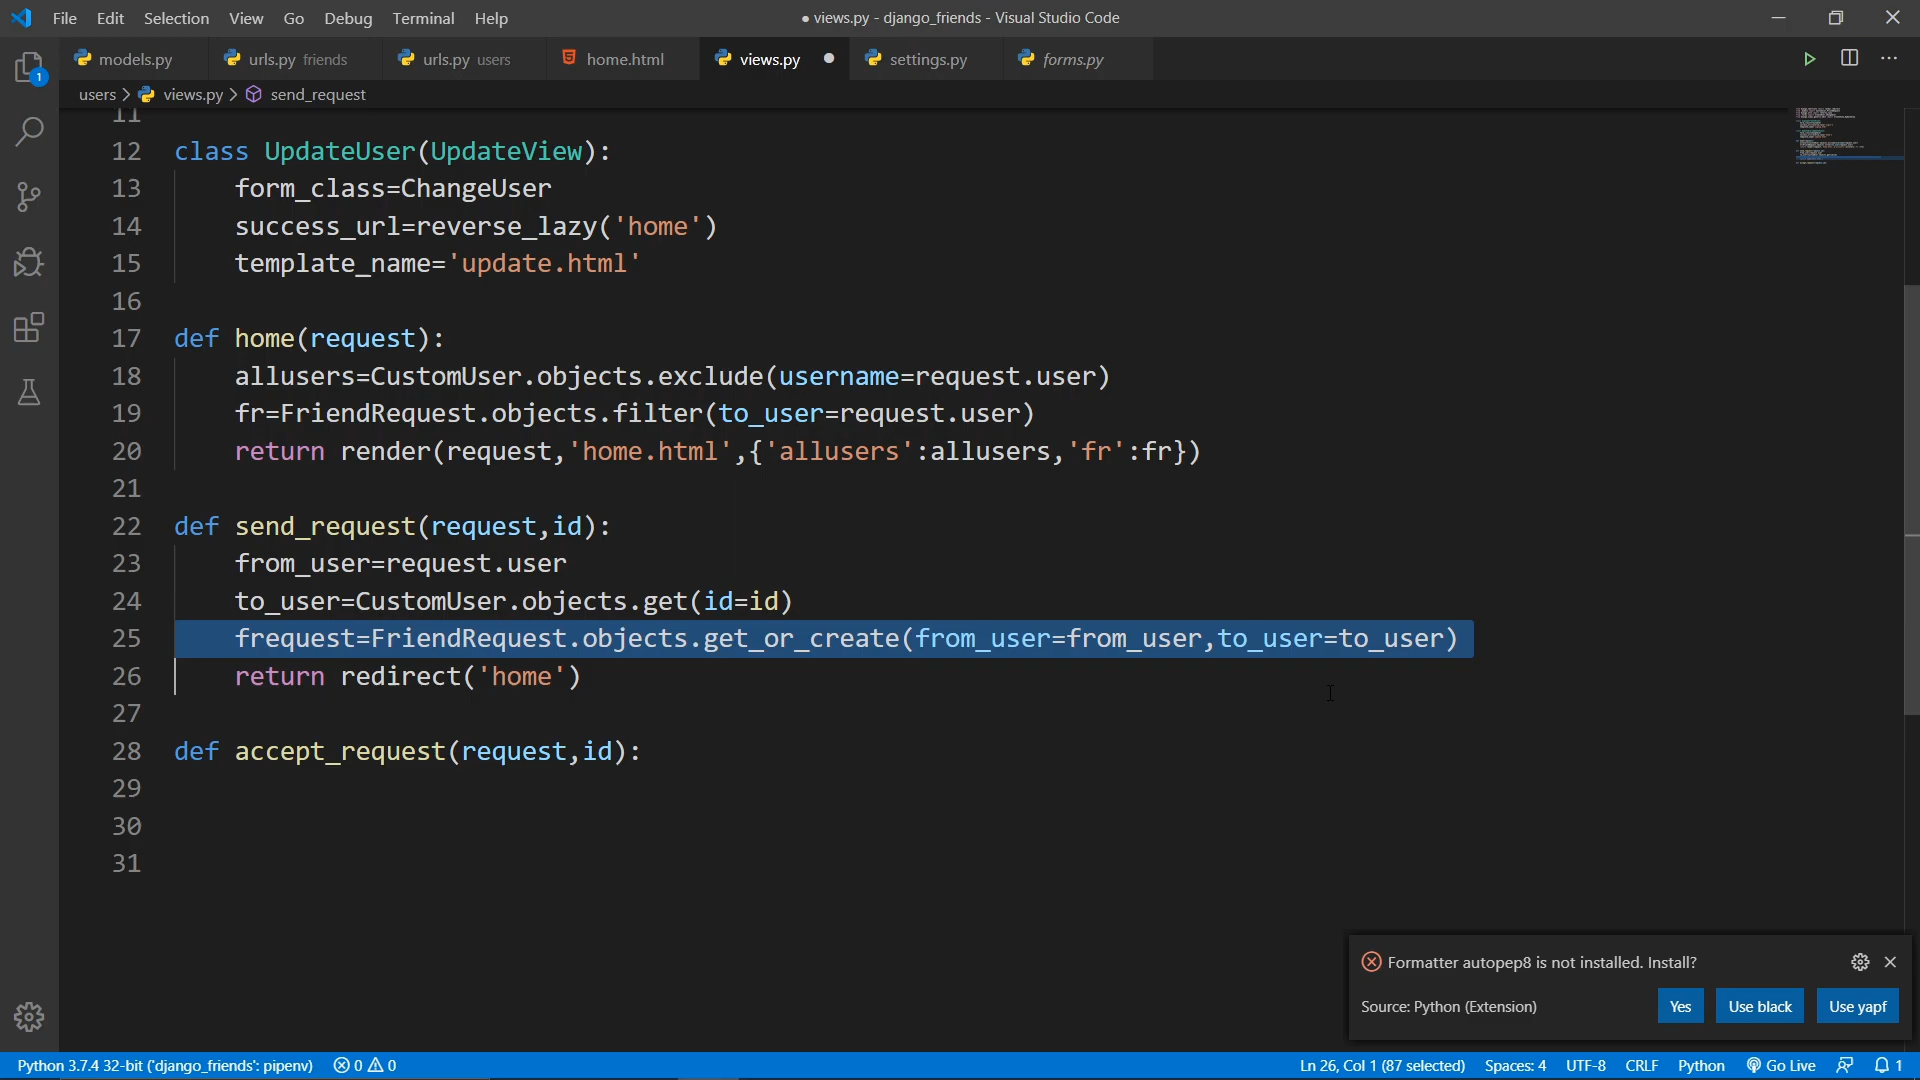 File Edit Selection View Go Debug Terminal Help
● views.py - django_friends - Visual Studio Code
models.py
urls.py friends
urls.py users
home.html
views.py
settings.py
forms.py
1
users > views.py > send_request
11
12 class UpdateUser(UpdateView):
13     form_class=ChangeUser
14     success_url=reverse_lazy('home')
15     template_name='update.html'
16
17 def home(request):
18     allusers=CustomUser.objects.exclude(username=request.user)
19     fr=FriendRequest.objects.filter(to_user=request.user)
20     return render(request,'home.html',{'allusers':allusers,'fr':fr})
21
22 def send_request(request,id):
23     from_user=request.user
24     to_user=CustomUser.objects.get(id=id)
25     frequest=FriendRequest.objects.get_or_create(from_user=from_user,to_user=to_user)
26     return redirect('home')
27
28 def accept_request(request,id):
29
30
31
Formatter autopep8 is not installed. Install?
Source: Python (Extension)
Yes
Use black
Use yapf
Python 3.7.4 32-bit ('django_friends': pipenv)
0
0
Ln 26, Col 1 (87 selected)
Spaces: 4
UTF-8
CRLF
Python
Go Live
1